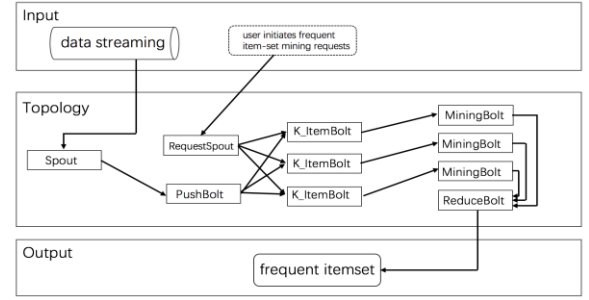 Input
data streaming
user initiates frequent
item-set mining requests
Topology
Spout
RequestSpout
PushBolt
K_ItemBolt
K_ItemBolt
K_ItemBolt
MiningBolt
MiningBolt
MiningBolt
ReduceBolt
Output
frequent itemset